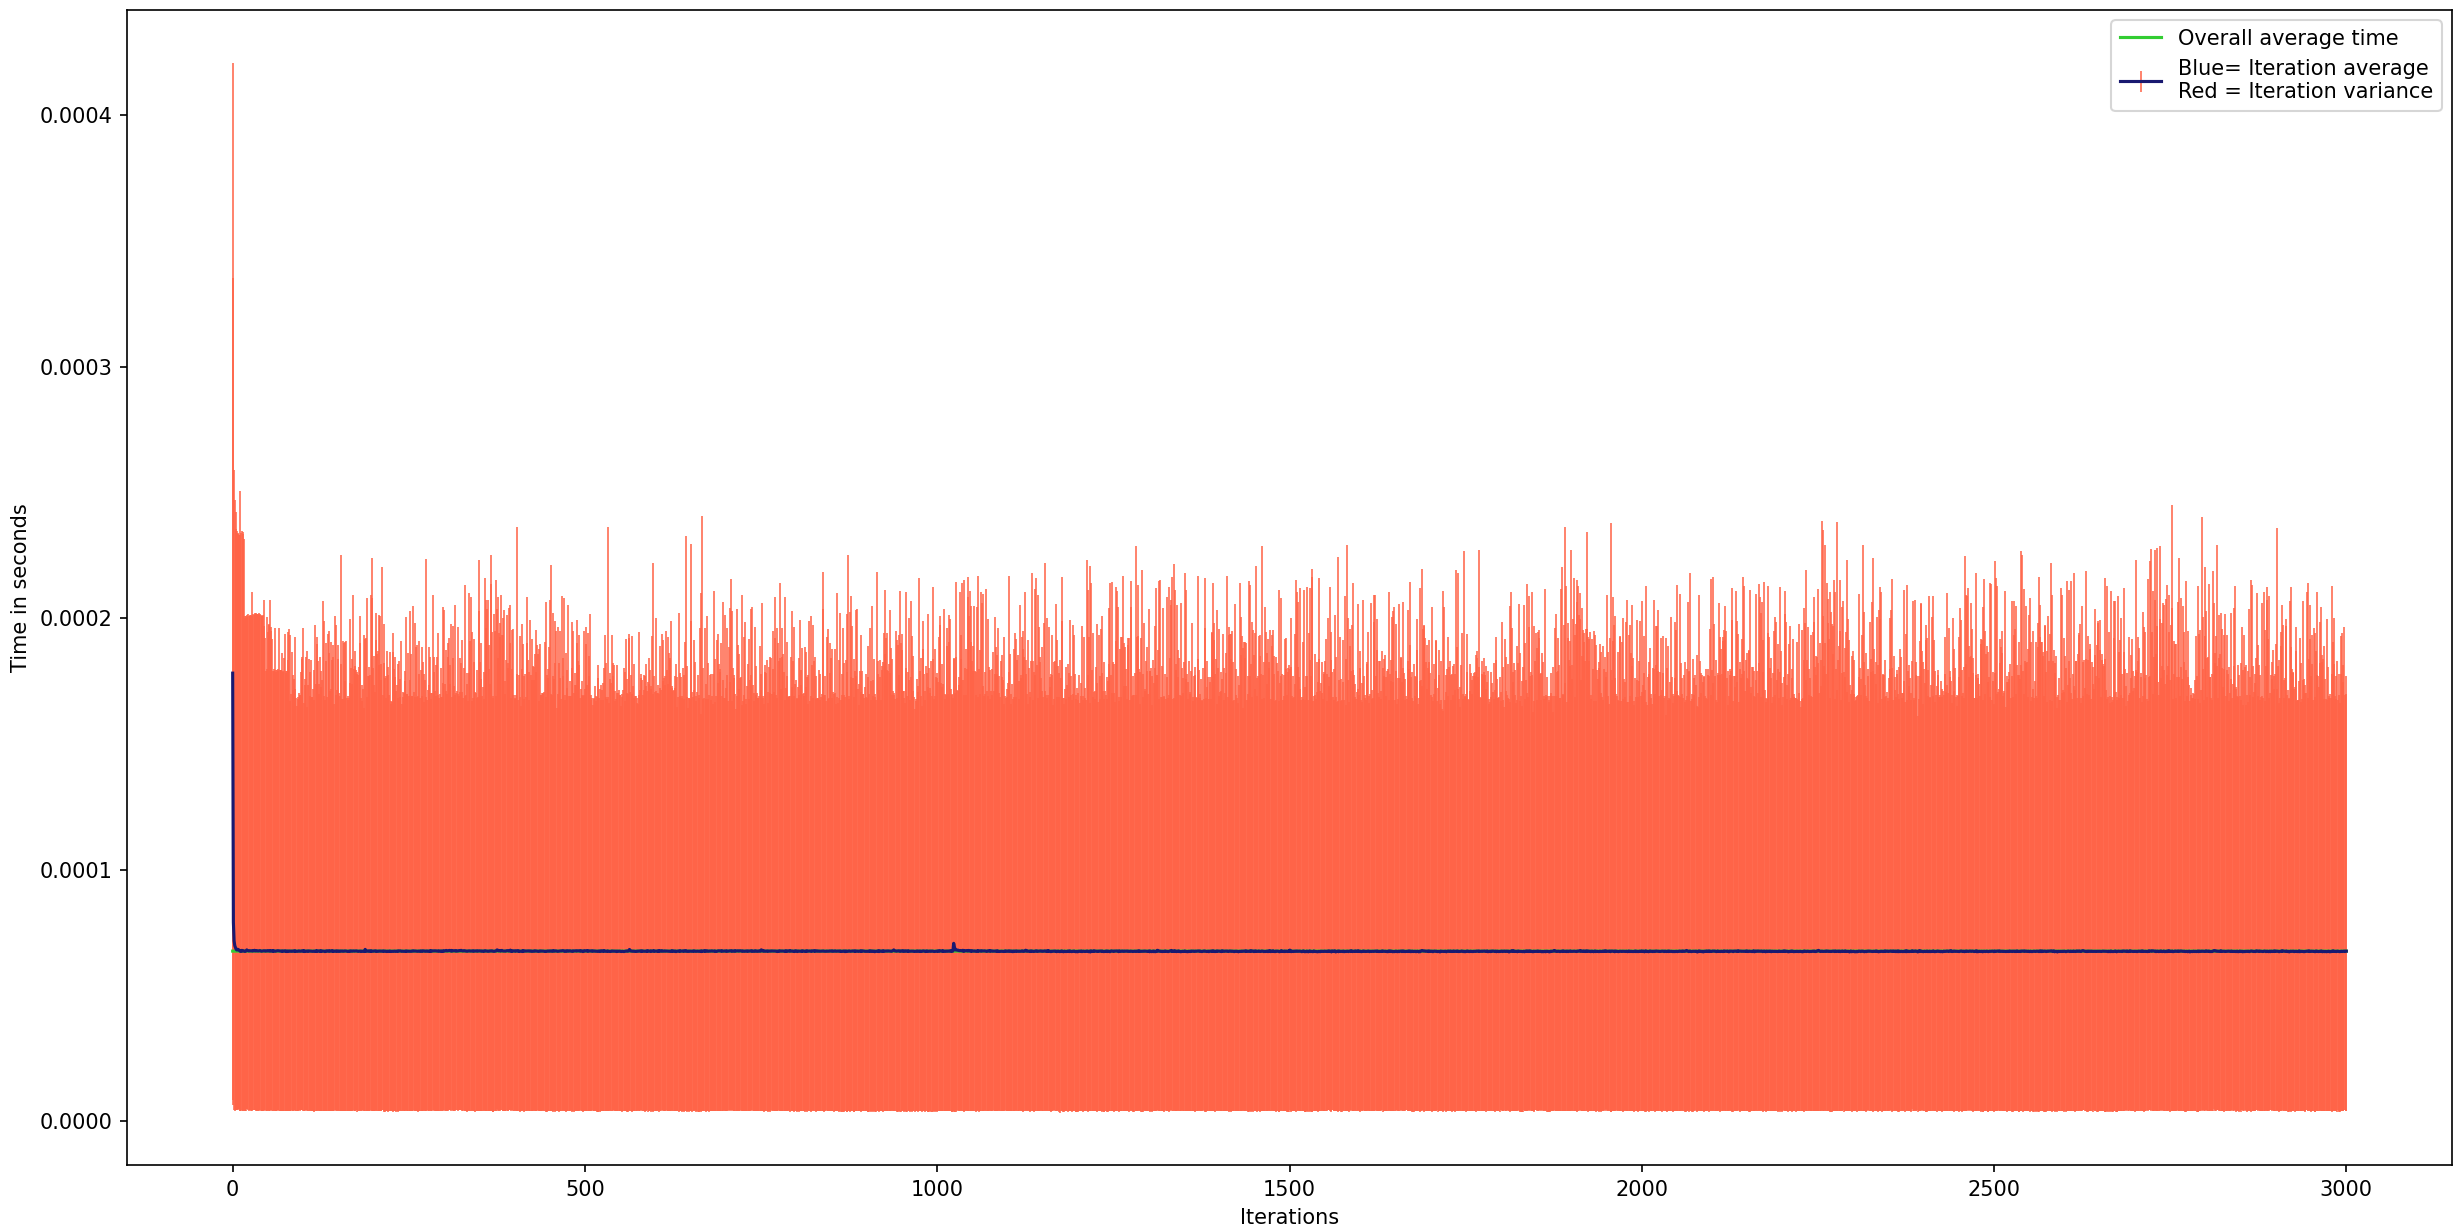 Overall average time
Blue= Iteration average
Red = Iteration variance
0.0004
0.0003
0.0002
0.0001
0.0000
Time in seconds
0 500 1000 1500 2000 2500 3000
Iterations